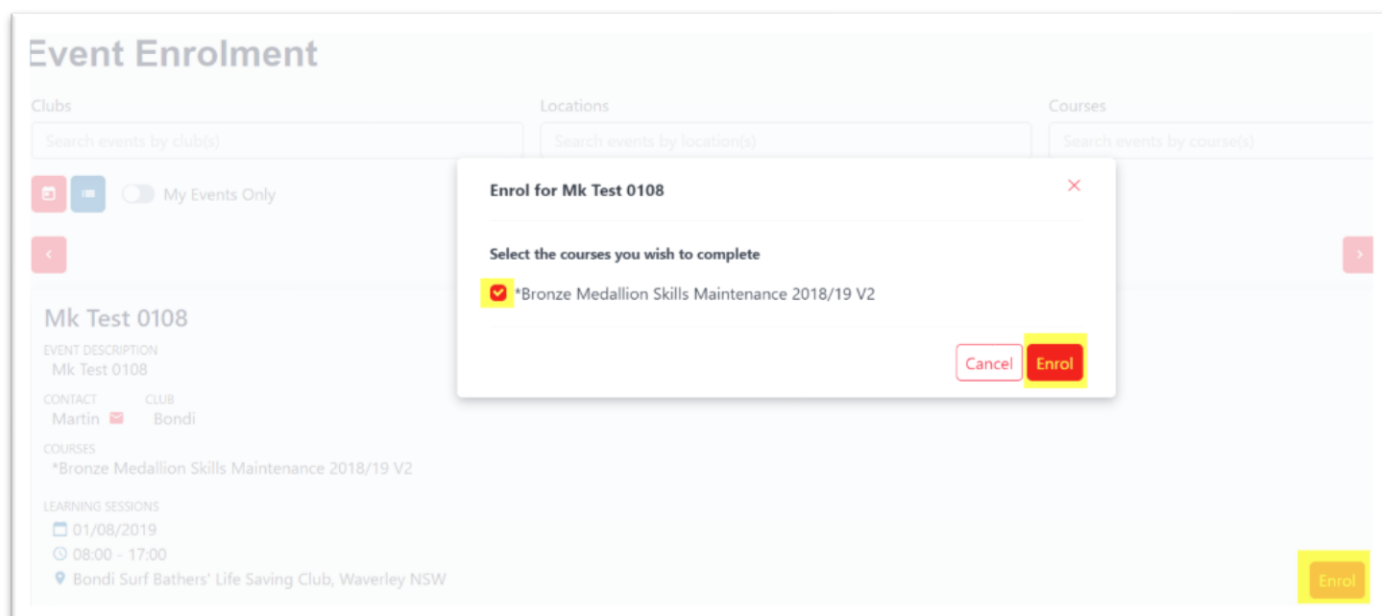 Event Enrolment
Clubs
Locations
Courses
Search events by club(s)
Search events by location(s)
Search events by course(s)
My Events Only
Enrol for Mk Test 0108
Select the courses you wish to complete
*Bronze Medallion Skills Maintenance 2018/19 V2
Cancel
Enrol
Mk Test 0108
EVENT DESCRIPTION
Mk Test 0108
CONTACT CLUB
Martin Bondi
COURSES
*Bronze Medallion Skills Maintenance 2018/19 V2
LEARNING SESSIONS
01/08/2019
08:00 - 17:00
Bondi Surf Bathers' Life Saving Club, Waverley NSW
Enrol